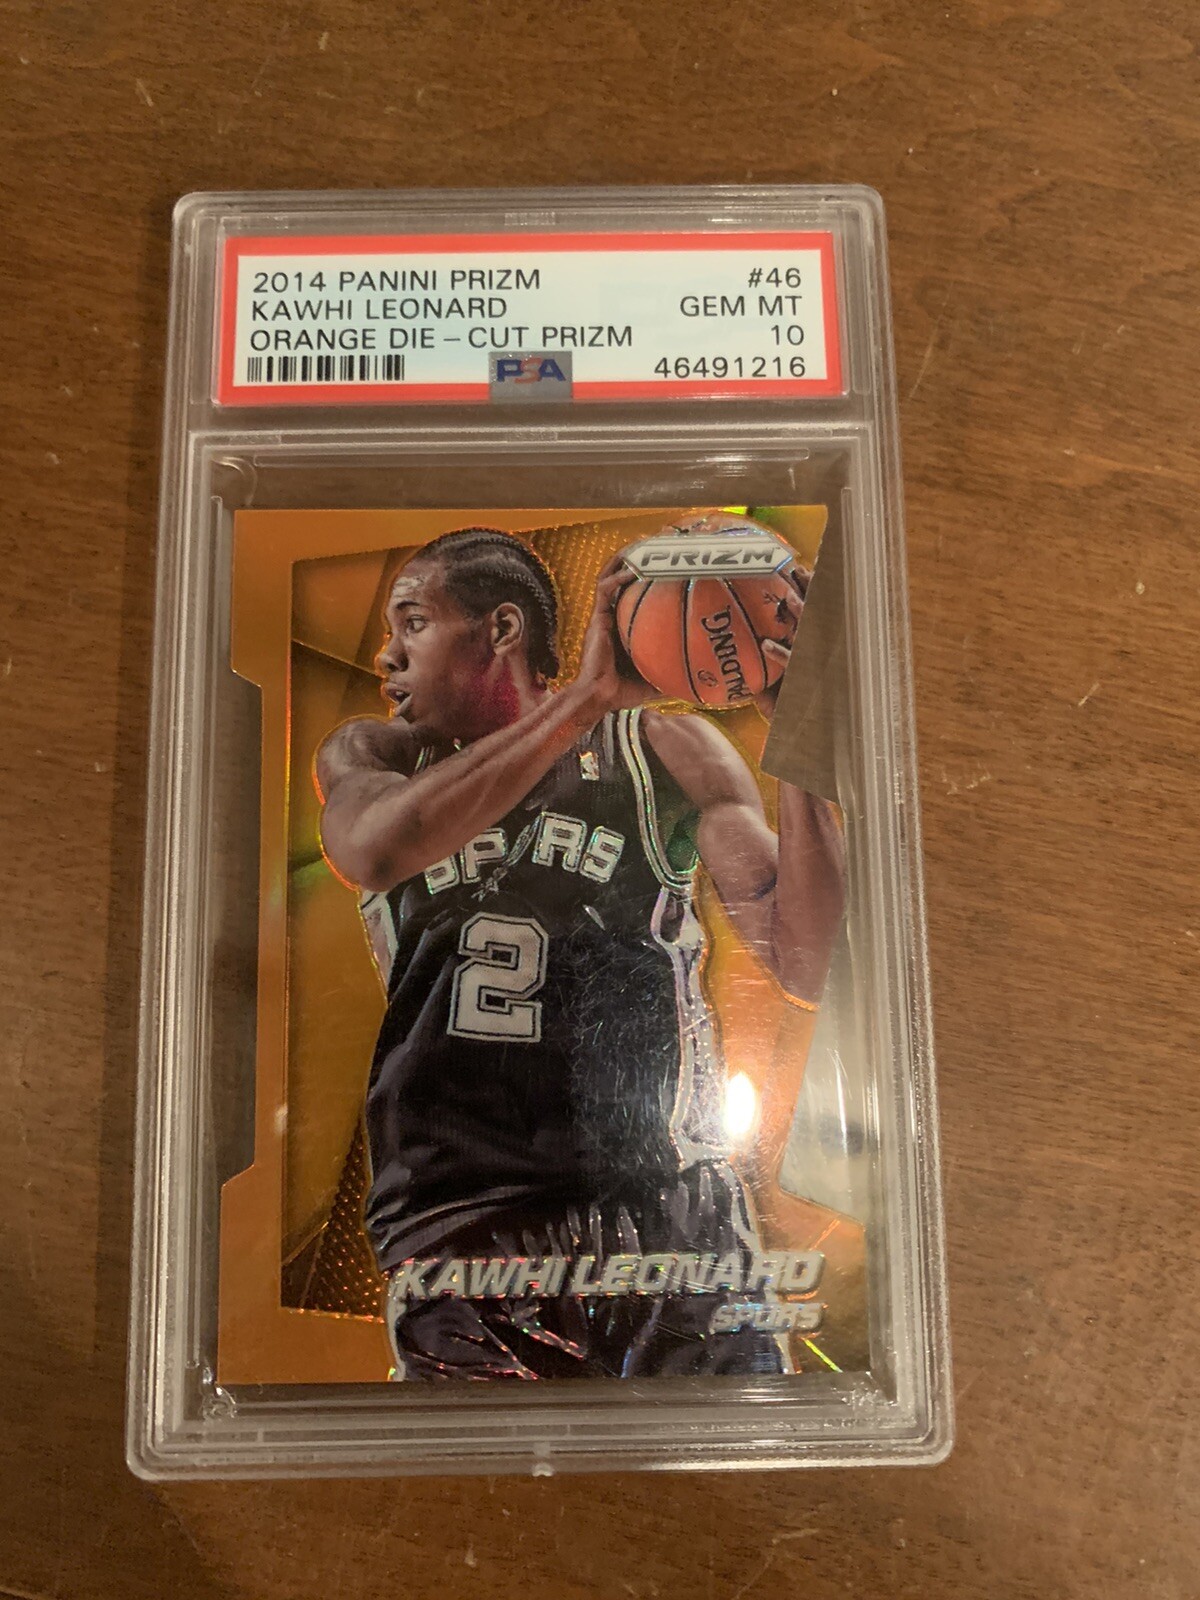 2014 PANINI PRIZM #46
KAWHI LEONARD GEM MT
ORANGE DIE-CUT PRIZM 10
PSA 46491216
PRIZM
SPALDING
SPURS
2
KAWHI LEONARD
SPURS